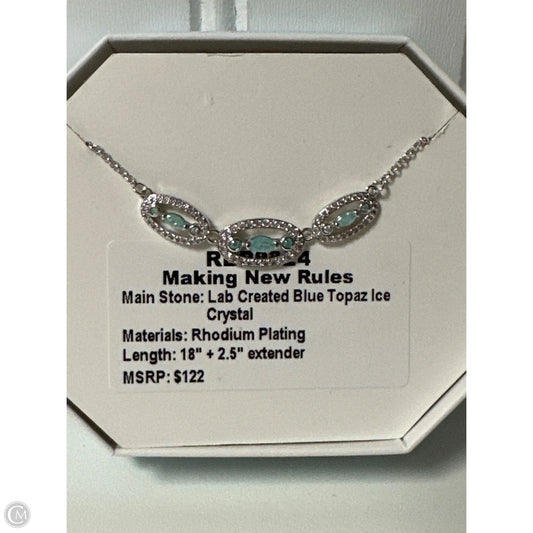 Making New Rules
Main Stone: Lab Created Blue Topaz Ice
Crystal
Materials: Rhodium Plating
Length: 18" + 2.5" extender
MSRP: $122
CM